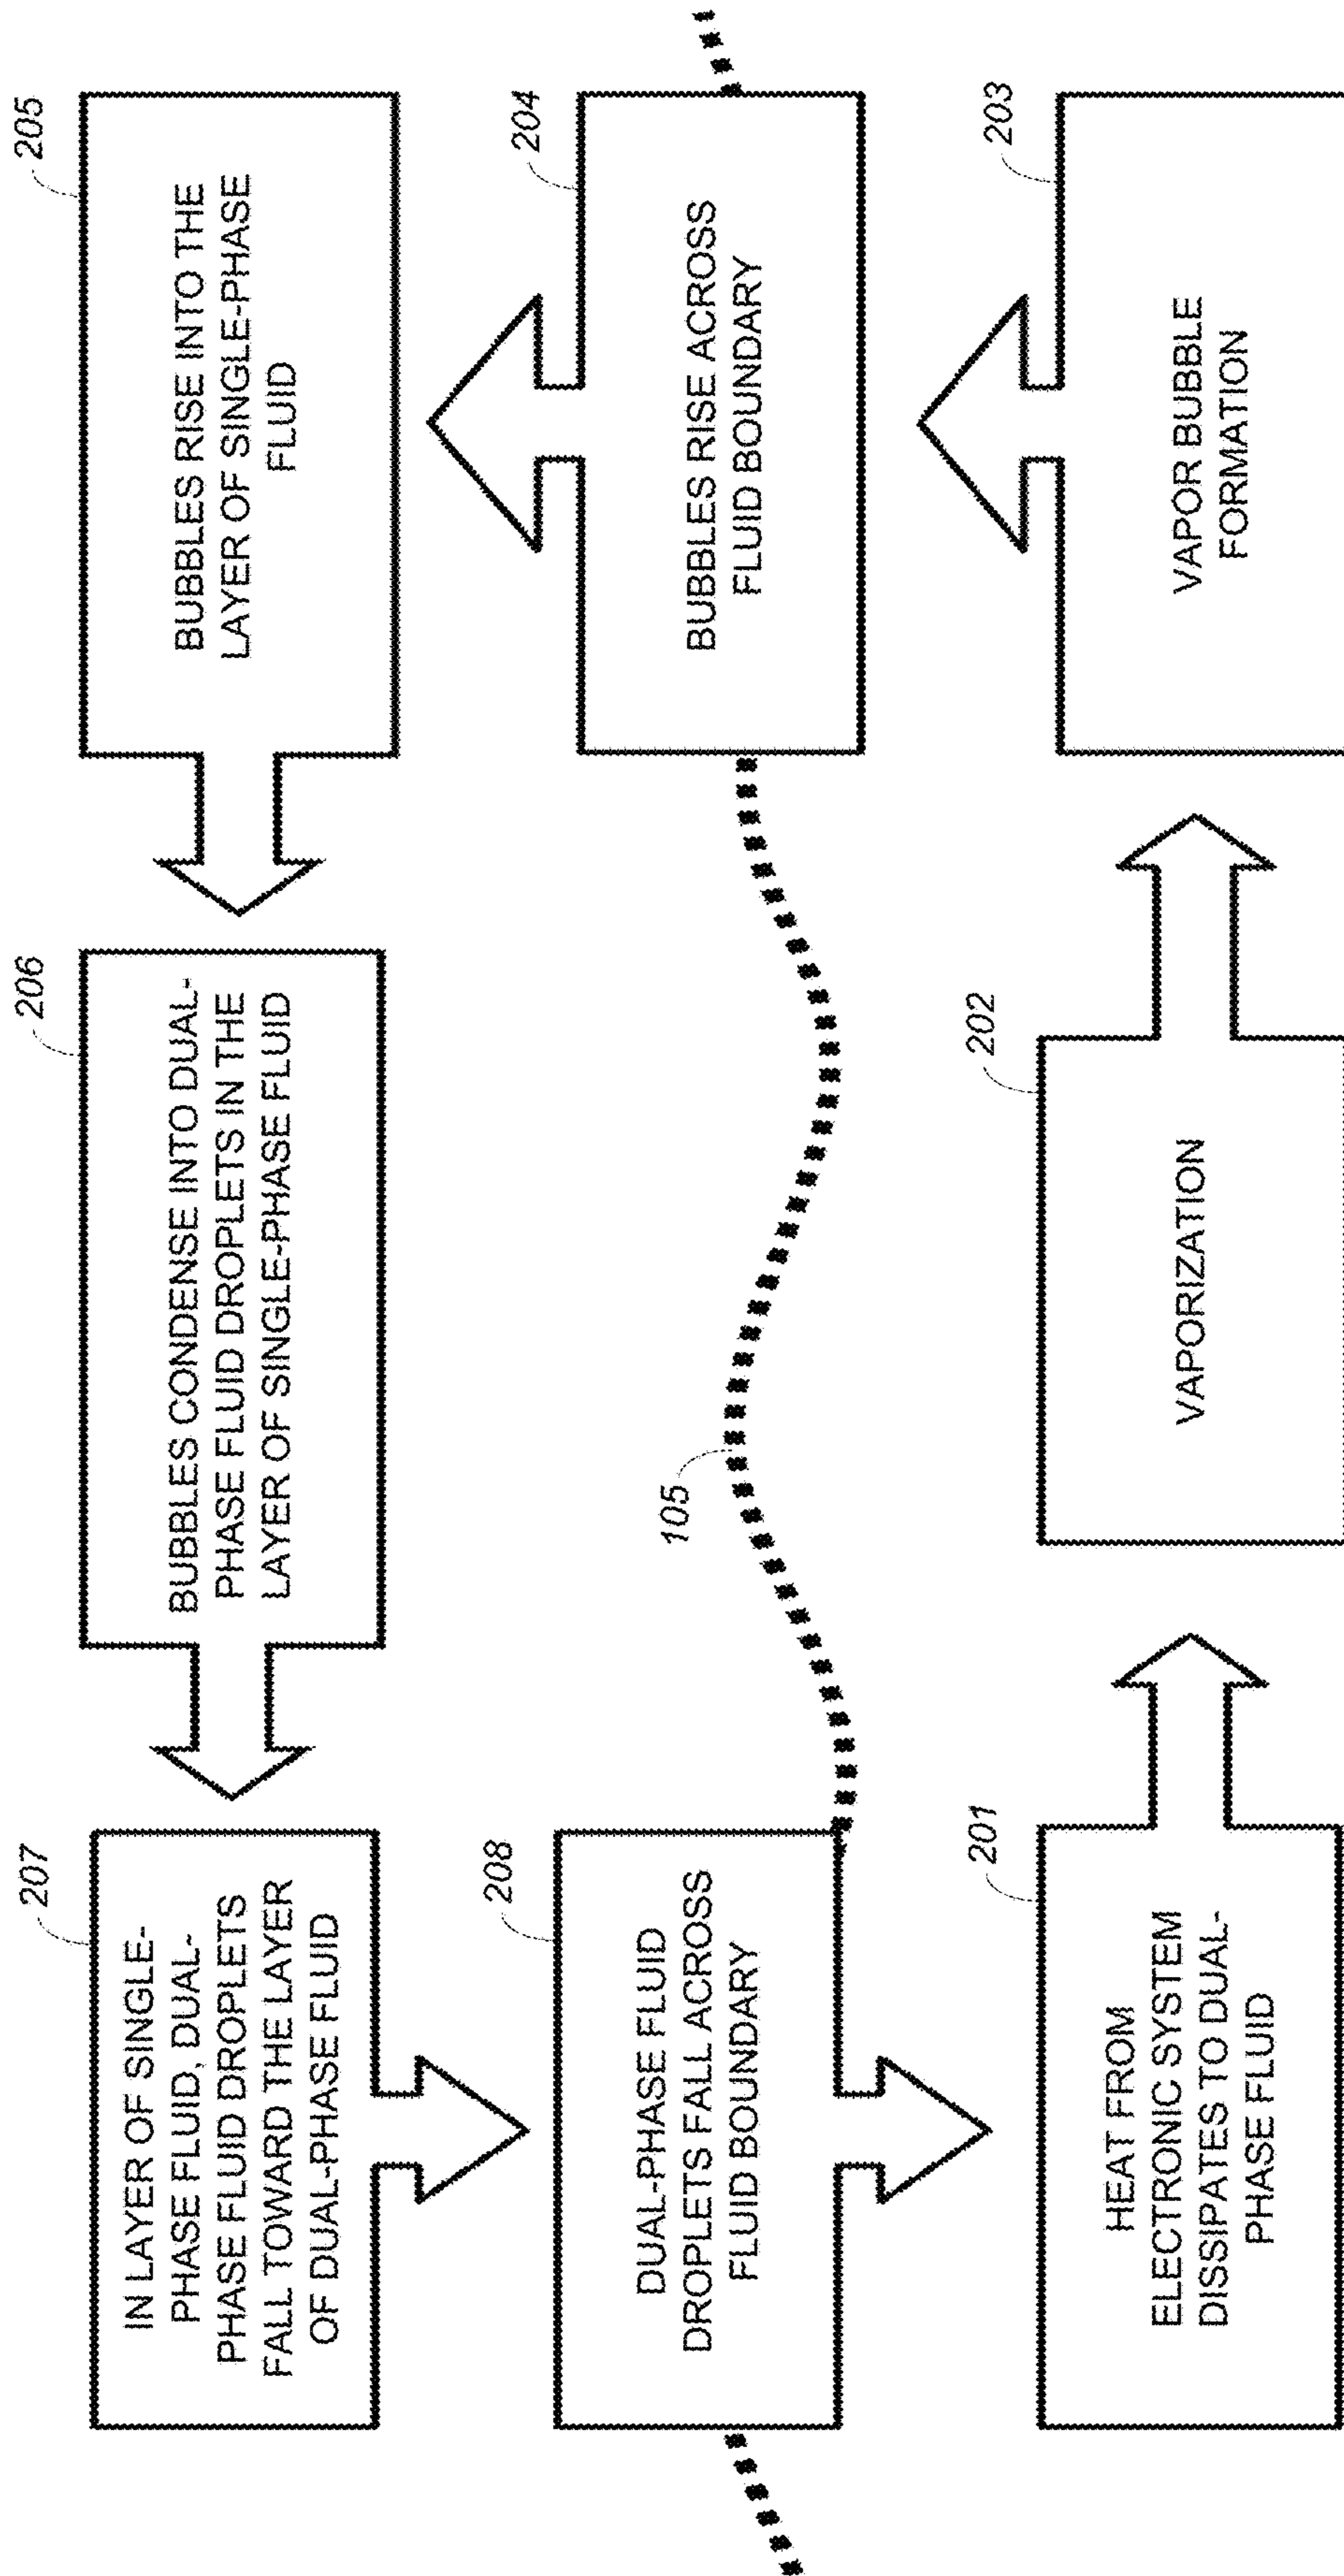 207
IN LAYER OF SINGLE-
PHASE FLUID, DUAL-
PHASE FLUID DROPLETS
FALL TOWARD THE LAYER
OF DUAL-PHASE FLUID
206
BUBBLES CONDENSE INTO DUAL-
PHASE FLUID DROPLETS IN THE
LAYER OF SINGLE-PHASE FLUID
205
BUBBLES RISE INTO THE
LAYER OF SINGLE-PHASE
FLUID
208
DUAL-PHASE FLUID
DROPLETS FALL ACROSS
FLUID BOUNDARY
105
204
BUBBLES RISE ACROSS
FLUID BOUNDARY
201
HEAT FROM
ELECTRONIC SYSTEM
DISSIPATES TO DUAL-
PHASE FLUID
202
VAPORIZATION
203
VAPOR BUBBLE
FORMATION